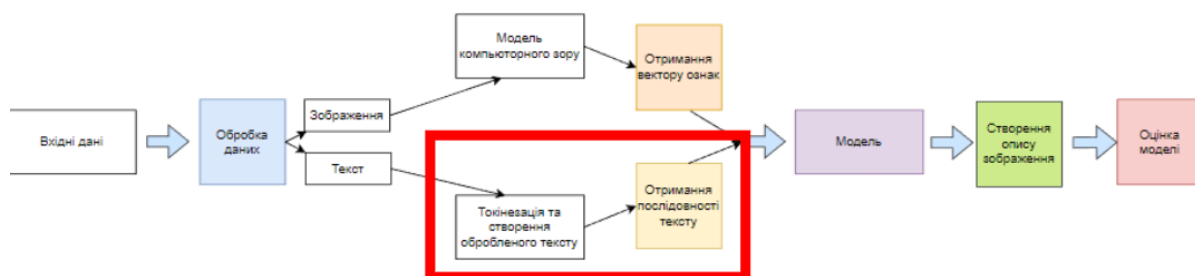 Вхідні дані
Обробка
даних
Зображення
Текст
Модель
компьюторного зору
Токінезація та
створення
обробленого тексту
Отримання
вектору ознак
Отримання
послідовності
тексту
Модель
Створення
опису
зображення
Оцінка
моделі